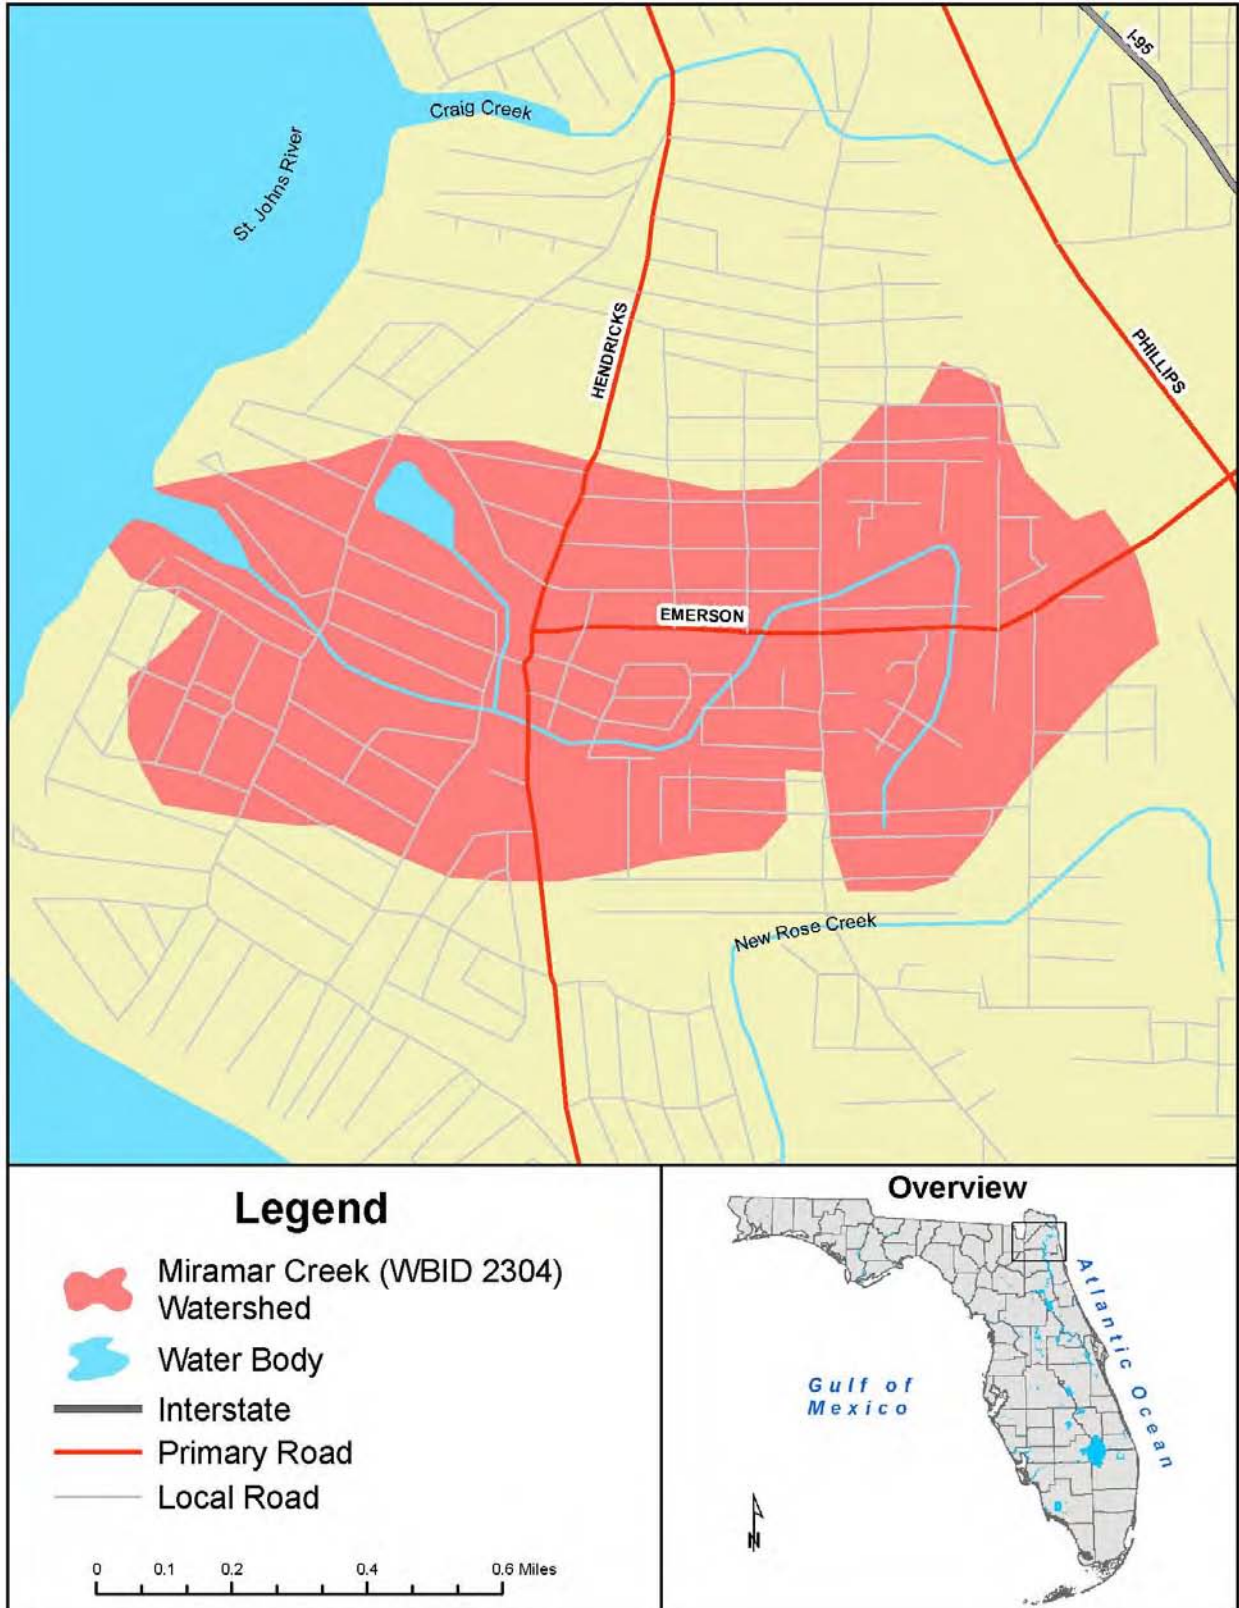 I-95
Craig Creek
St. Johns River
HENDRICKS
PHILLIPS
EMERSON
New Rose Creek
Legend
Miramar Creek (WBID 2304)
Watershed
Water Body
Interstate
Primary Road
Local Road
0 0.1 0.2 0.4 0.6 Miles
Overview
Atlantic Ocean
Gulf of
Mexico
N